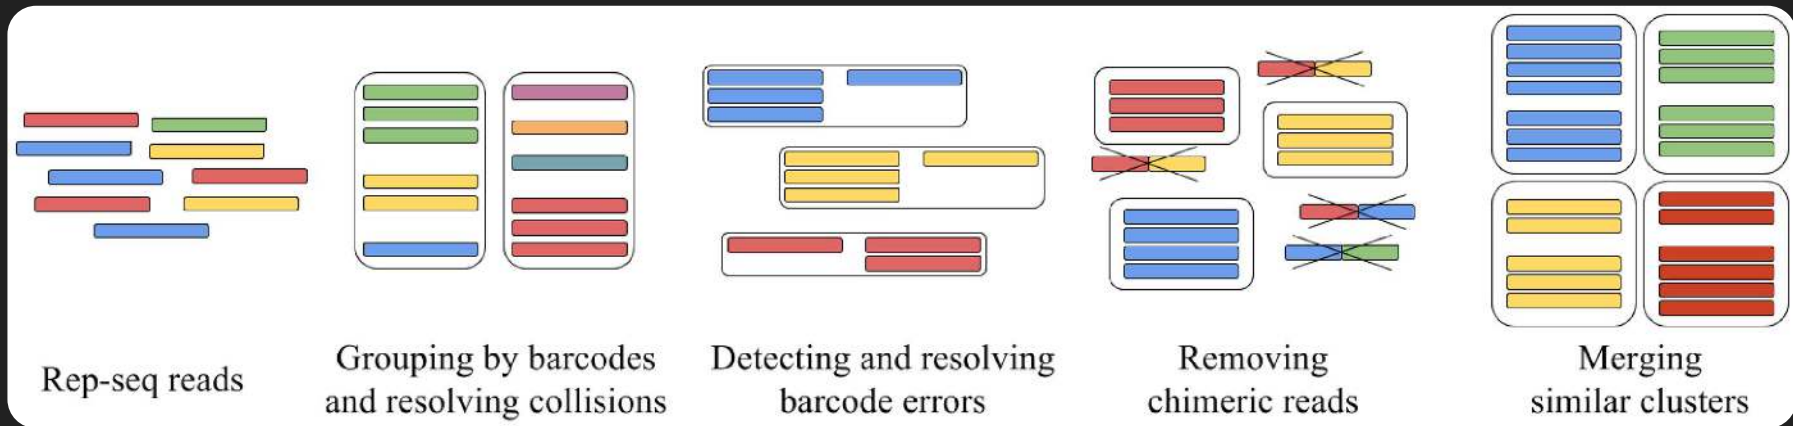 Rep-seq reads
Grouping by barcodes
and resolving collisions
Detecting and resolving
barcode errors
Removing
chimeric reads
Merging
similar clusters